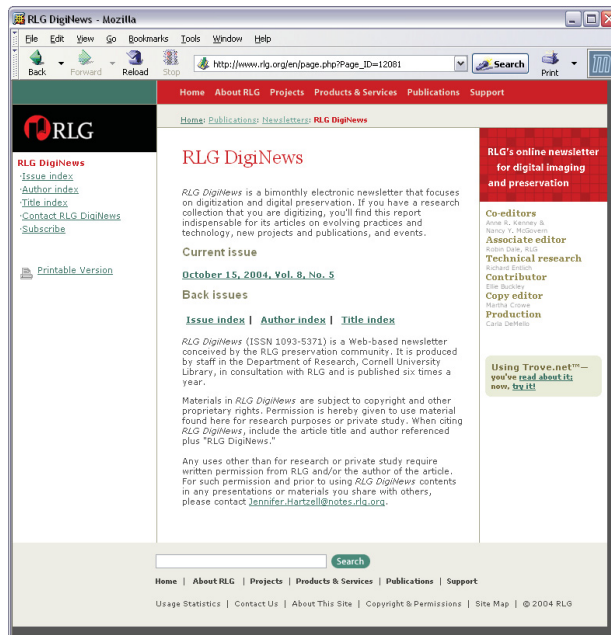 RLG DigiNews - Mozilla
File Edit View Go Bookmarks Tools Window Help
Back Forward Reload Stop http://www.rlg.org/en/page.php?Page_ID=12081 Search Print
Home About RLG Projects Products & Services Publications Support
RLG
Home: Publications: Newsletters: RLG DigiNews
RLG DigiNews
·Issue index
·Author index
·Title index
·Contact RLG DigiNews
·Subscribe
Printable Version
RLG DigiNews
RLG DigiNews is a bimonthly electronic newsletter that focuses
on digitization and digital preservation. If you have a research
collection that you are digitizing, you'll find this report
indispensable for its articles on evolving practices and
technology, new projects and publications, and events.
Current issue
October 15, 2004, Vol. 8, No. 5
Back issues
Issue index | Author index | Title index
RLG DigiNews (ISSN 1093-5371) is a Web-based newsletter
conceived by the RLG preservation community. It is produced
by staff in the Department of Research, Cornell University
Library, in consultation with RLG and is published six times a
year.
Materials in RLG DigiNews are subject to copyright and other
proprietary rights. Permission is hereby given to use material
found here for research purposes or private study. When citing
RLG DigiNews, include the article title and author referenced
plus "RLG DigiNews."
Any uses other than for research or private study require
written permission from RLG and/or the author of the article.
For such permission and prior to using RLG DigiNews contents
in any presentations or materials you share with others,
please contact Jennifer.Hartzell@notes.rlg.org.
RLG's online newsletter
for digital imaging
and preservation
Co-editors
Anne R. Kenney &
Nancy Y. McGovern
Associate editor
Robin Dale, RLG
Technical research
Richard Entlich
Contributor
Ellie Buckley
Copy editor
Martha Crowe
Production
Carla DeMello
Using Trove.net™—
you've read about it;
now, try it!
Search
Home | About RLG | Projects | Products & Services | Publications | Support
Usage Statistics | Contact Us | About This Site | Copyright & Permissions | Site Map | © 2004 RLG